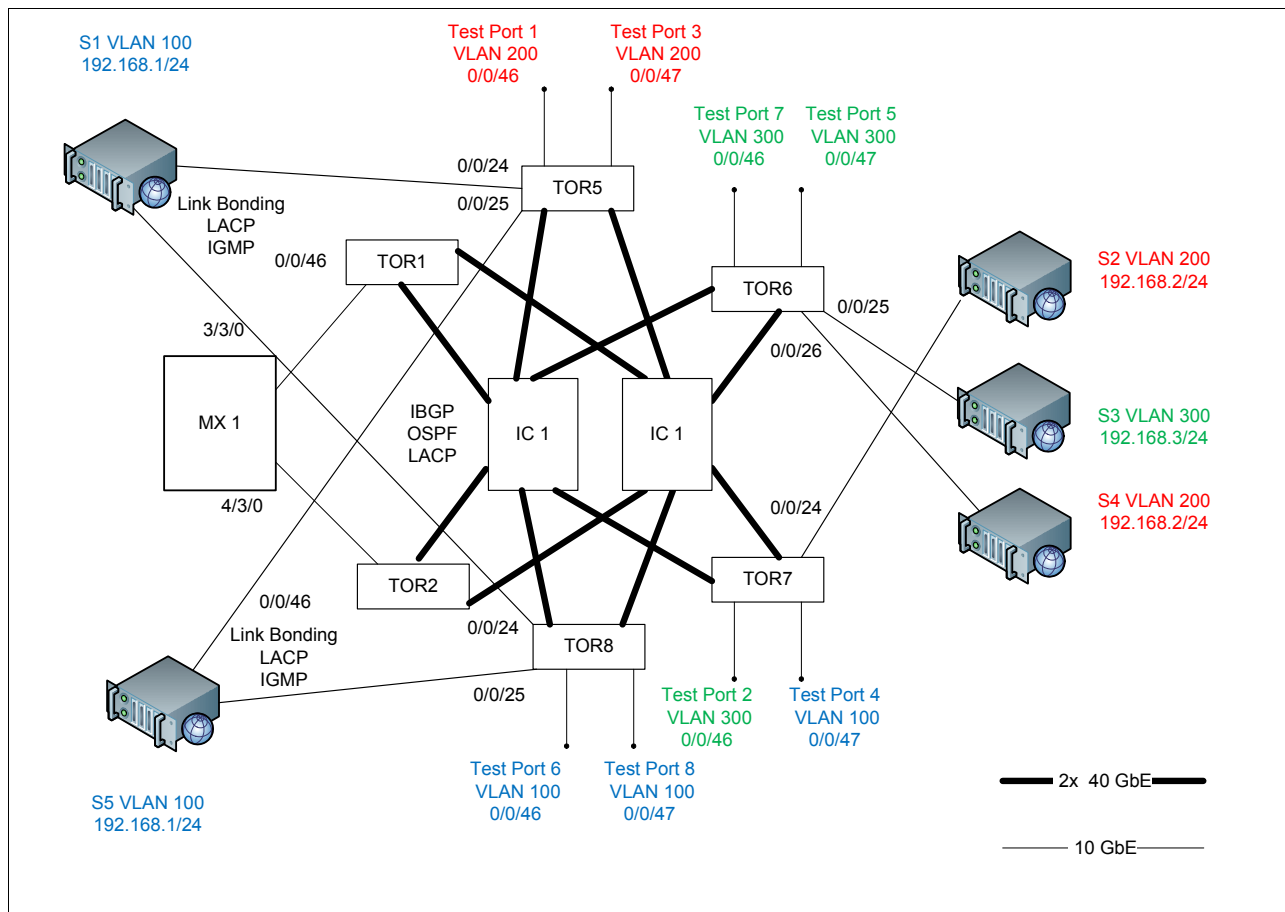 S1 VLAN 100
192.168.1/24
Test Port 1
VLAN 200
0/0/46
Test Port 3
VLAN 200
0/0/47
Test Port 7
VLAN 300
0/0/46
Test Port 5
VLAN 300
0/0/47
0/0/24
0/0/25
TOR5
Link Bonding
LACP
IGMP
0/0/46
TOR1
TOR6
0/0/25
0/0/26
S2 VLAN 200
192.168.2/24
3/3/0
MX 1
4/3/0
IBGP
OSPF
LACP
IC 1
IC 1
S3 VLAN 300
192.168.3/24
S4 VLAN 200
192.168.2/24
0/0/24
TOR7
TOR2
0/0/46
0/0/24
TOR8
Link Bonding
LACP
IGMP
0/0/25
S5 VLAN 100
192.168.1/24
Test Port 6
VLAN 100
0/0/46
Test Port 8
VLAN 100
0/0/47
Test Port 2
VLAN 300
0/0/46
Test Port 4
VLAN 100
0/0/47
2x 40 GbE
10 GbE